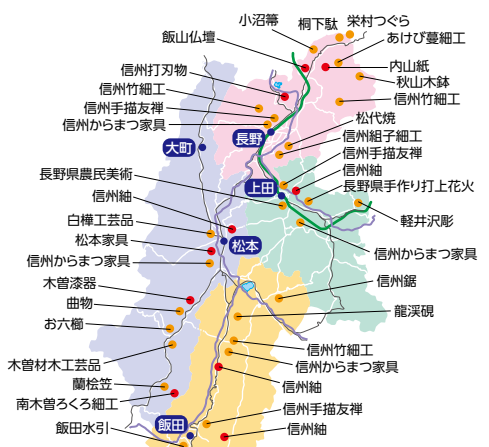 小沼箒
桐下駄
栄村つぐら
飯山仏壇
あけび蔓細工
信州打刃物
内山紙
秋山木鉢
信州竹細工
信州竹細工
信州手描友禅
信州からまつ家具
長野
松代焼
大町
信州組子細工
信州手描友禅
長野県農民美術
信州紬
上田
長野県手作り打上花火
信州紬
白樺工芸品
軽井沢彫
松本家具
松本
信州からまつ家具
信州からまつ家具
木曽漆器
信州鋸
曲物
龍渓硯
お六櫛
信州竹細工
木曽材木工芸品
信州からまつ家具
蘭桧笠
信州紬
南木曽ろくろ細工
信州手描友禅
飯田
飯田水引
信州紬